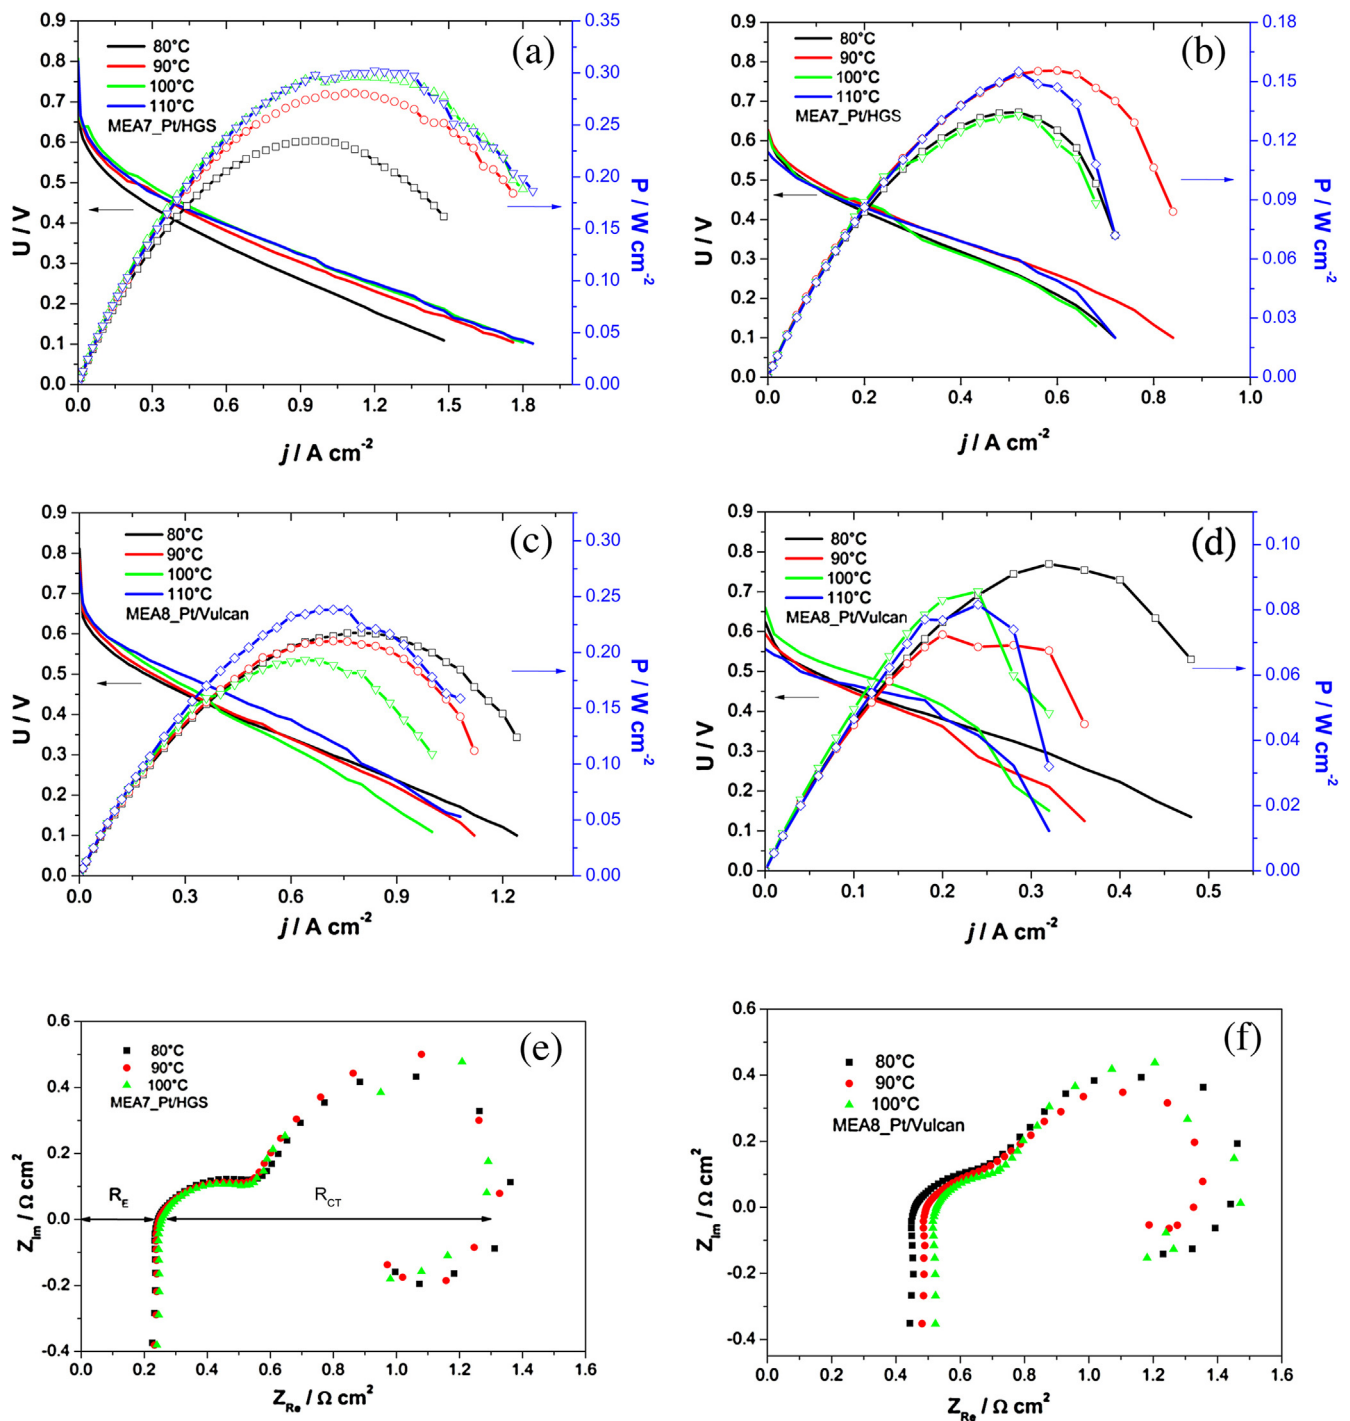 (a)
80°C
90°C
100°C
110°C
MEA7_Pt/HGS
U / V
0.9
0.8
0.7
0.6
0.5
0.4
0.3
0.2
0.1
0.0
0.35
0.30
0.25
0.20
0.15
0.10
0.05
0.00
P / W cm-2
0.0 0.3 0.6 0.9 1.2 1.5 1.8
j / A cm-2
(b)
80°C
90°C
100°C
110°C
MEA7_Pt/HGS
U / V
0.9
0.8
0.7
0.6
0.5
0.4
0.3
0.2
0.1
0.0
0.18
0.15
0.12
0.09
0.06
0.03
0.00
P / W cm-2
0.0 0.2 0.4 0.6 0.8 1.0
j / A cm-2
(c)
80°C
90°C
100°C
110°C
MEA8_Pt/Vulcan
U / V
0.9
0.8
0.7
0.6
0.5
0.4
0.3
0.2
0.1
0.0
0.30
0.25
0.20
0.15
0.10
0.05
0.00
P / W cm-2
0.0 0.3 0.6 0.9 1.2
j / A cm-2
(d)
80°C
90°C
100°C
110°C
MEA8_Pt/Vulcan
U / V
0.9
0.8
0.7
0.6
0.5
0.4
0.3
0.2
0.1
0.0
0.10
0.08
0.06
0.04
0.02
0.00
P / W cm-2
0.0 0.1 0.2 0.3 0.4 0.5
j / A cm-2
(e)
80°C
90°C
100°C
MEA7_Pt/HGS
RE
RCT
ZIm / Ω cm2
0.6
0.4
0.2
0.0
-0.2
-0.4
0.0 0.2 0.4 0.6 0.8 1.0 1.2 1.4 1.6
ZRe / Ω cm2
(f)
80°C
90°C
100°C
MEA8_Pt/Vulcan
ZIm / Ω cm2
0.6
0.4
0.2
0.0
-0.2
-0.4
0.0 0.2 0.4 0.6 0.8 1.0 1.2 1.4 1.6
ZRe / Ω cm2